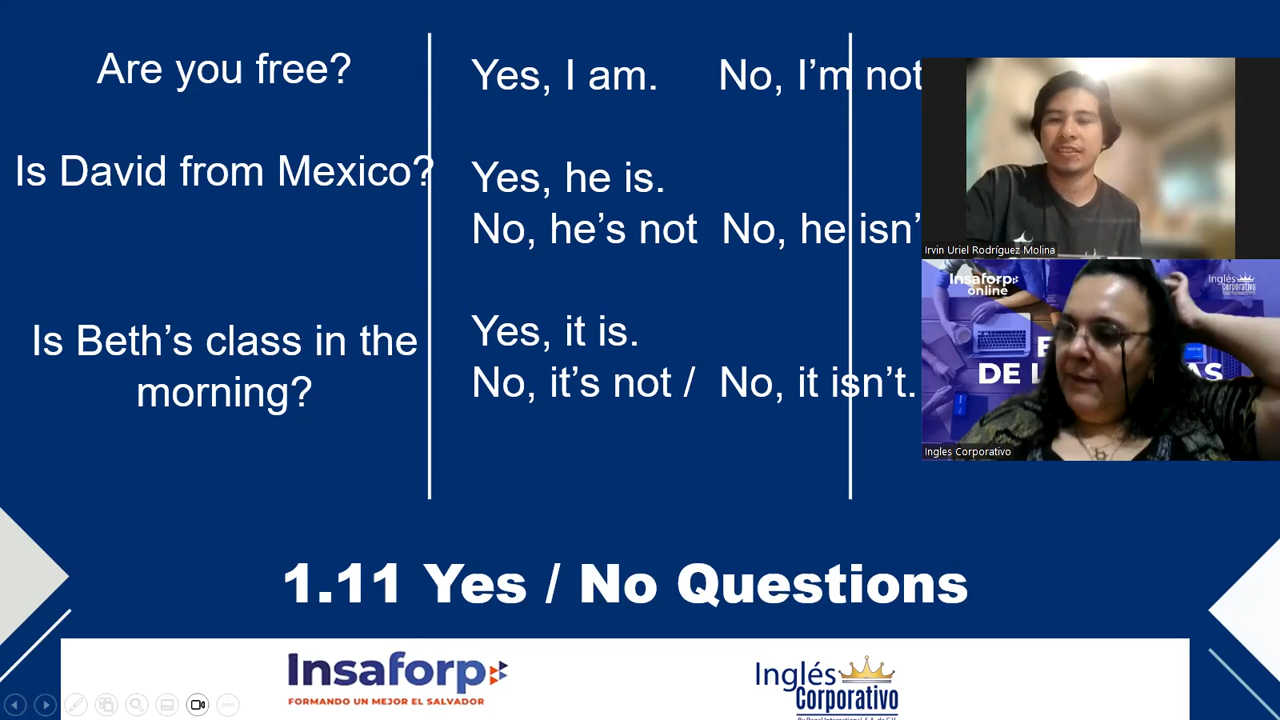 Are you free?
Yes, I am. No, I'm not
Is David from Mexico?
Yes, he is.
No, he's not No, he isn'
Is Beth's class in the
morning?
Yes, it is.
No, it's not / No, it isn't.
Irvin Uriel Rodríguez Molina
Insaforp
online
Inglés
Corporativo
DE L
AS
Ingles Corporativo
1.11 Yes / No Questions
Insaforp
FORMANDO UN MEJOR EL SALVADOR
Inglés
Corporativo